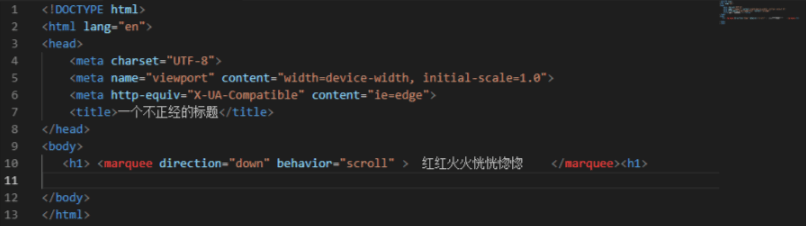 1 <!DOCTYPE html>
2 <html lang="en">
3 <head>
4 <meta charset="UTF-8">
5 <meta name="viewport" content="width=device-width, initial-scale=1.0">
6 <meta http-equiv="X-UA-Compatible" content="ie=edge">
7 <title>一个不正经的标题</title>
8 </head>
9 <body>
10 <h1> <marquee direction="down" behavior="scroll" > 红红火火恍恍惚惚 </marquee><h1>
11
12 </body>
13 </html>